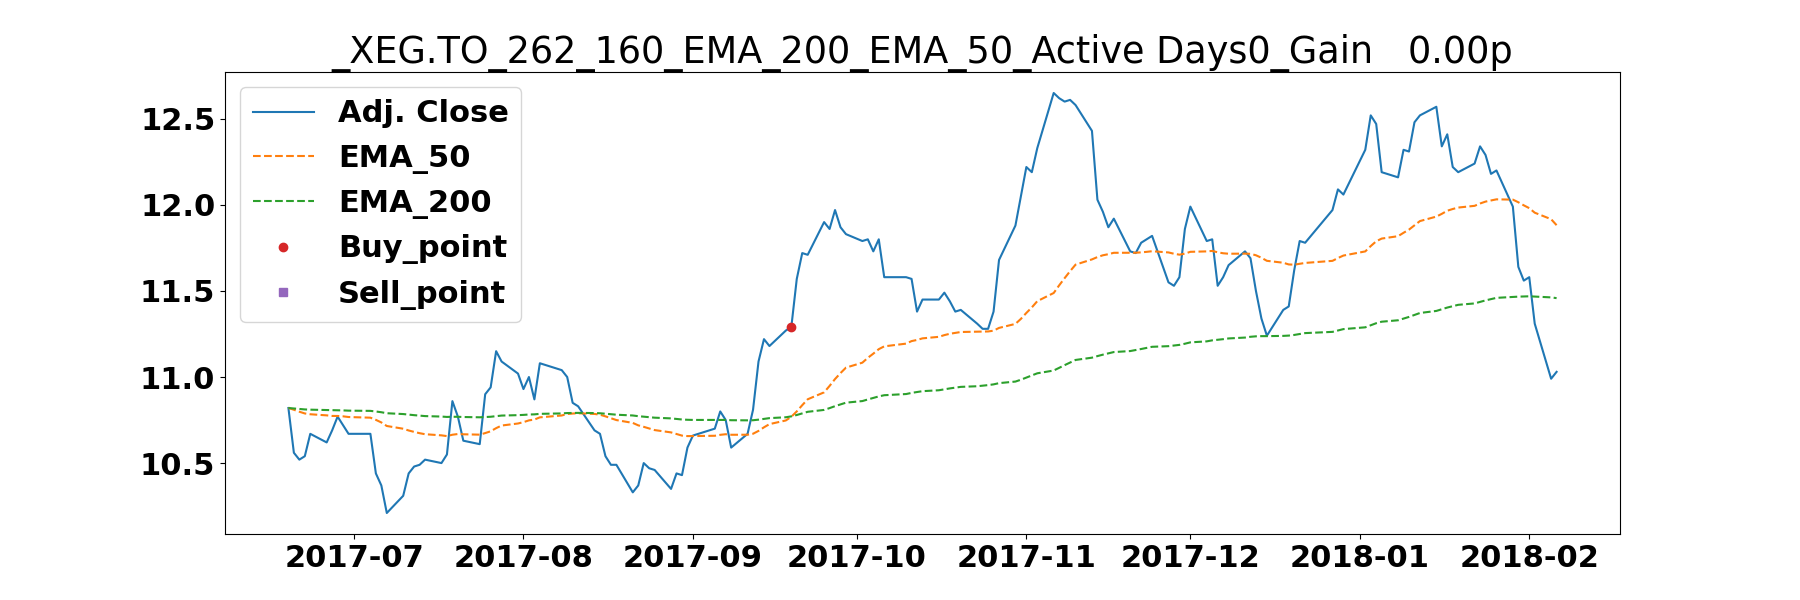 _XEG.TO_262_160_EMA_200_EMA_50_Active Days0_Gain   0.00p
Adj. Close
EMA_50
EMA_200
Buy_point
Sell_point
12.5
12.0
11.5
11.0
10.5
2017-07 2017-08 2017-09 2017-10 2017-11 2017-12 2018-01 2018-02